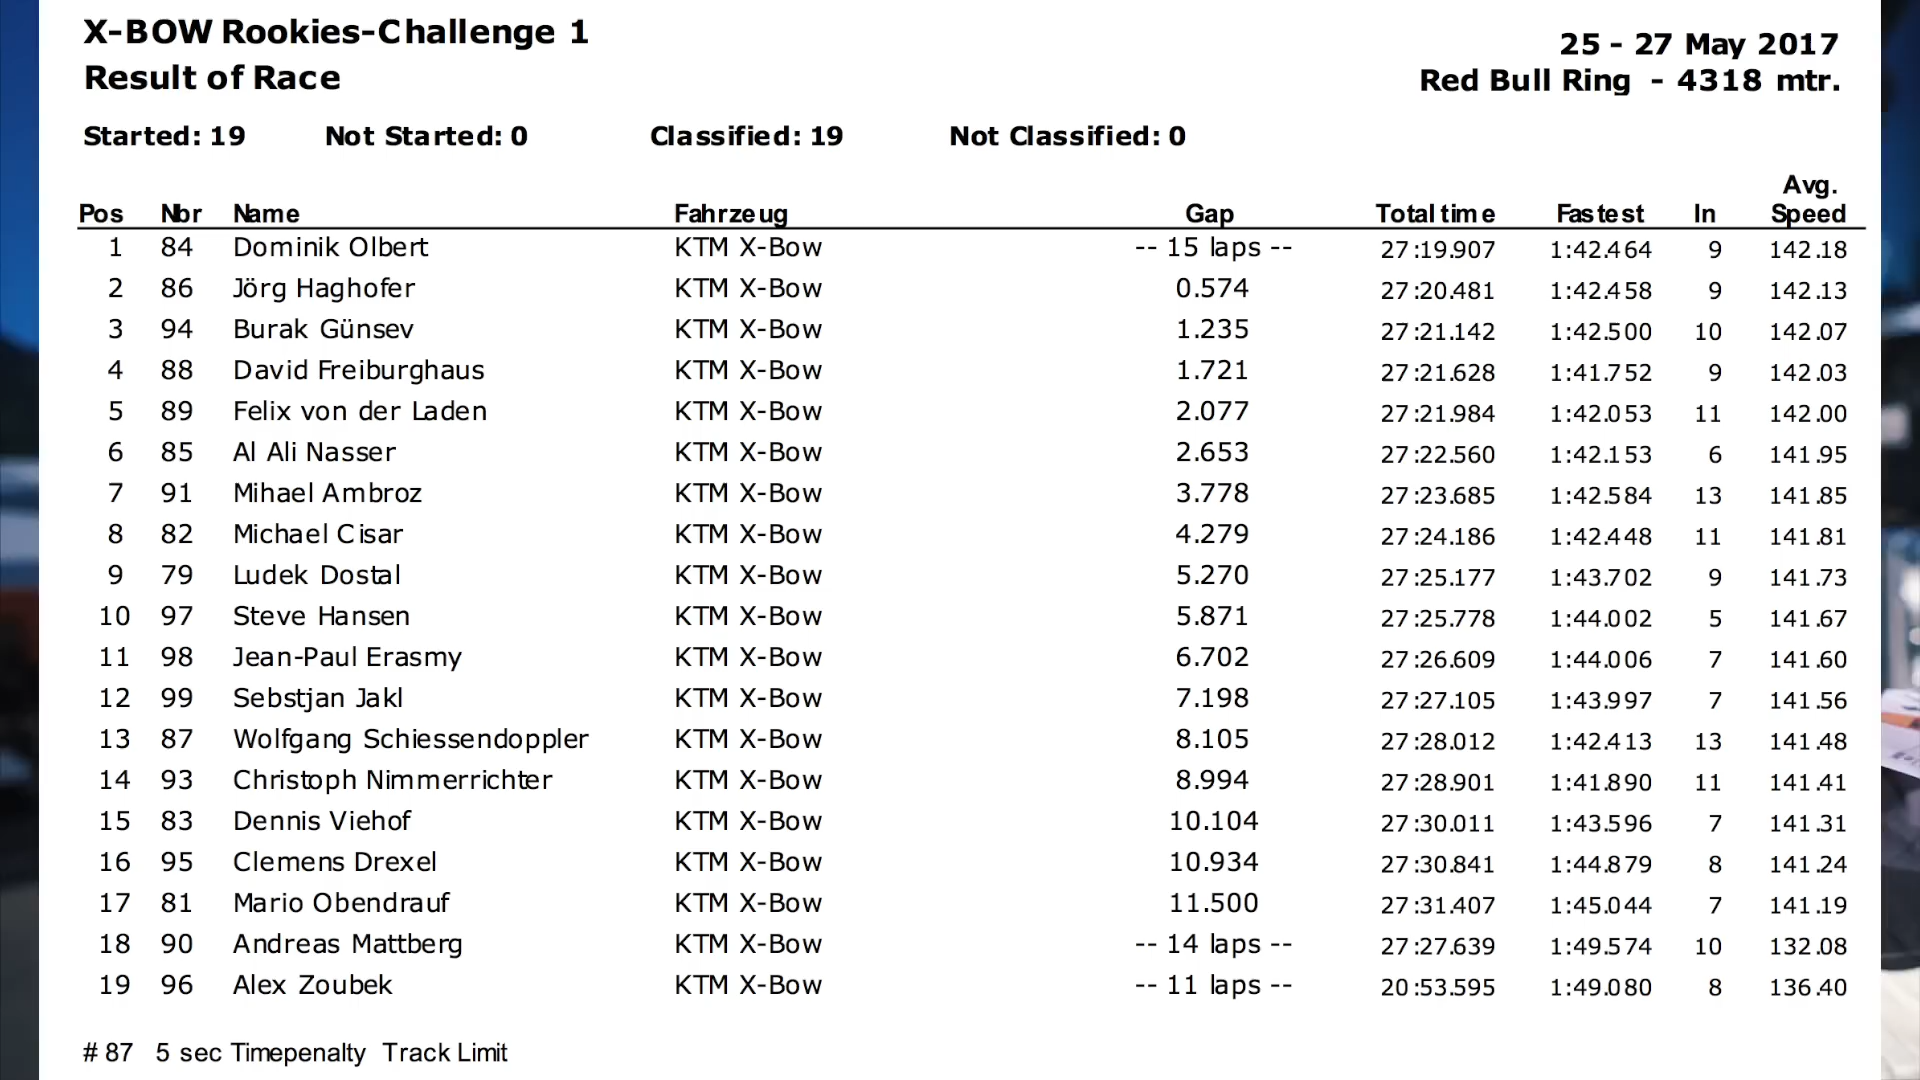 X-BOW Rookies-Challenge 1
25 - 27 May 2017
Result of Race
Red Bull Ring - 4318 mtr.
Started: 19 Not Started: 0 Classified: 19 Not Classified: 0
Pos Nbr Name Fahrzeug Gap Total time Fastest In Avg. Speed
1 84 Dominik Olbert KTM X-Bow -- 15 laps -- 27:19.907 1:42.464 9 142.18
2 86 Jörg Haghofer KTM X-Bow 0.574 27:20.481 1:42.458 9 142.13
3 94 Burak Günsev KTM X-Bow 1.235 27:21.142 1:42.500 10 142.07
4 88 David Freiburghaus KTM X-Bow 1.721 27:21.628 1:41.752 9 142.03
5 89 Felix von der Laden KTM X-Bow 2.077 27:21.984 1:42.053 11 142.00
6 85 Al Ali Nasser KTM X-Bow 2.653 27:22.560 1:42.153 6 141.95
7 91 Mihael Ambroz KTM X-Bow 3.778 27:23.685 1:42.584 13 141.85
8 82 Michael Cisar KTM X-Bow 4.279 27:24.186 1:42.448 11 141.81
9 79 Ludek Dostal KTM X-Bow 5.270 27:25.177 1:43.702 9 141.73
10 97 Steve Hansen KTM X-Bow 5.871 27:25.778 1:44.002 5 141.67
11 98 Jean-Paul Erasmy KTM X-Bow 6.702 27:26.609 1:44.006 7 141.60
12 99 Sebstjan Jakl KTM X-Bow 7.198 27:27.105 1:43.997 7 141.56
13 87 Wolfgang Schiessendoppler KTM X-Bow 8.105 27:28.012 1:42.413 13 141.48
14 93 Christoph Nimmerrichter KTM X-Bow 8.994 27:28.901 1:41.890 11 141.41
15 83 Dennis Viehof KTM X-Bow 10.104 27:30.011 1:43.596 7 141.31
16 95 Clemens Drexel KTM X-Bow 10.934 27:30.841 1:44.879 8 141.24
17 81 Mario Obendrauf KTM X-Bow 11.500 27:31.407 1:45.044 7 141.19
18 90 Andreas Mattberg KTM X-Bow -- 14 laps -- 27:27.639 1:49.574 10 132.08
19 96 Alex Zoubek KTM X-Bow -- 11 laps -- 20:53.595 1:49.080 8 136.40
# 87 5 sec Timepenalty Track Limit